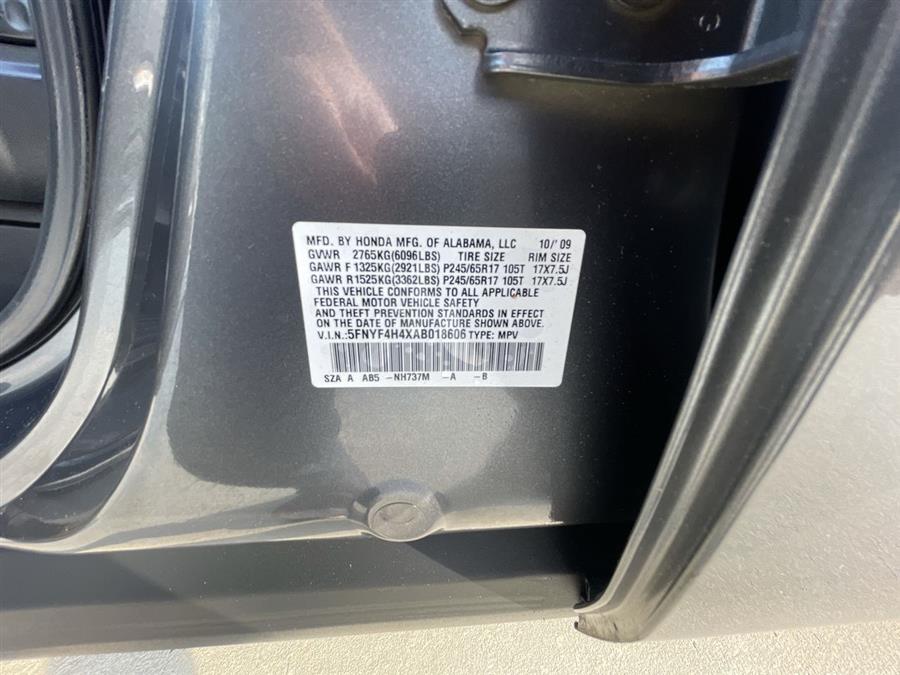 MFD. BY HONDA MFG. OF ALABAMA, LLC 10/'09
GVWR 2765KG(6096LBS) TIRE SIZE RIM SIZE
GAWR F 1325KG(2921LBS) P245/65R17 105T 17X7.5J
GAWR R1525KG(3362LBS) P245/65R17 105T 17X7.5J
THIS VEHICLE CONFORMS TO ALL APPLICABLE
FEDERAL MOTOR VEHICLE SAFETY
AND THEFT PREVENTION STANDARDS IN EFFECT
ON THE DATE OF MANUFACTURE SHOWN ABOVE.
V.I.N.:5FNYF4H4XAB018606 TYPE: MPV
SZA A AB5 -NH737M -A -B